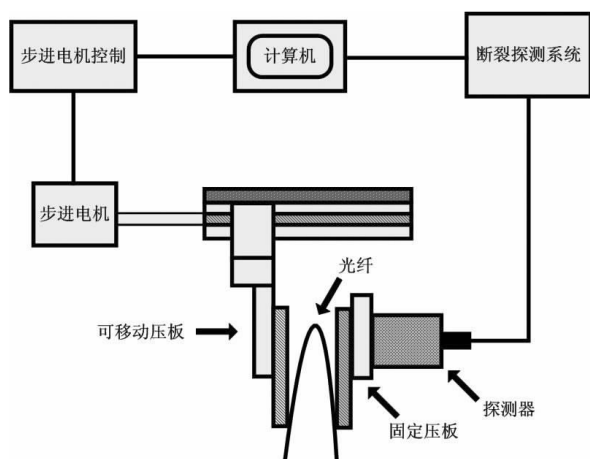 步进电机控制
计算机
断裂探测系统
步进电机
光纤
可移动压板
探测器
固定压板